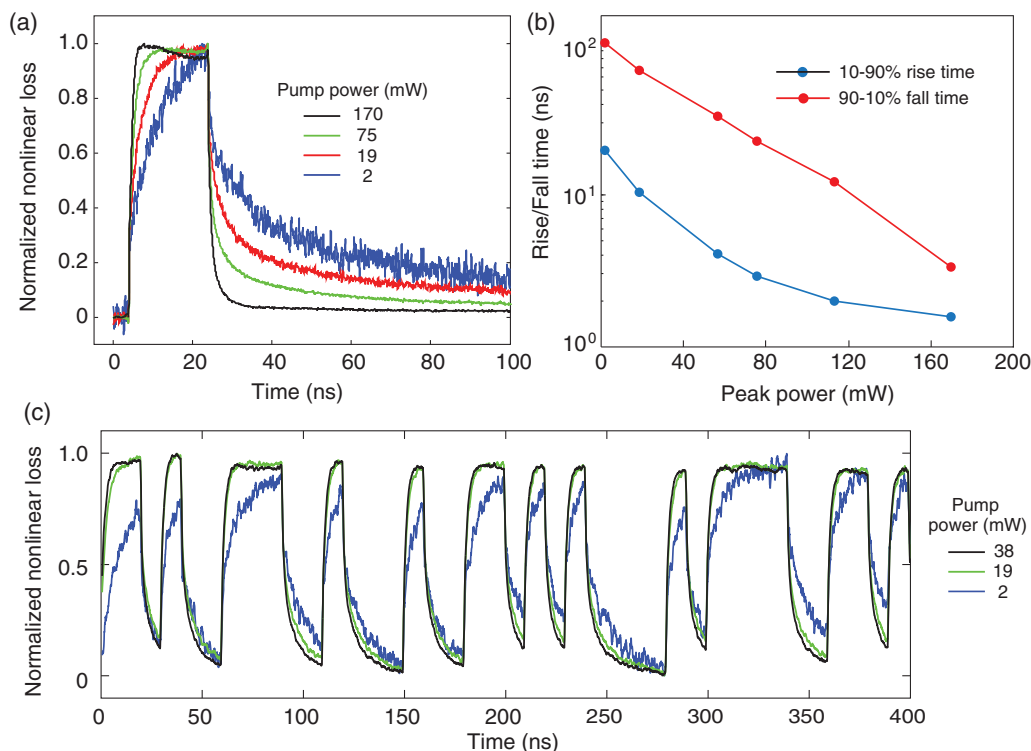 (a)
Normalized nonlinear loss
1.0
0.8
0.6
0.4
0.2
0
Pump power (mW)
170
75
19
2
0
20
40
60
80
100
Time (ns)
(b)
Rise/Fall time (ns)
10²
10¹
10⁰
10-90% rise time
90-10% fall time
0
40
80
120
160
200
Peak power (mW)
(c)
Normalized nonlinear loss
1.0
0.5
0
0
50
100
150
200
250
300
350
400
Time (ns)
Pump
power (mW)
38
19
2